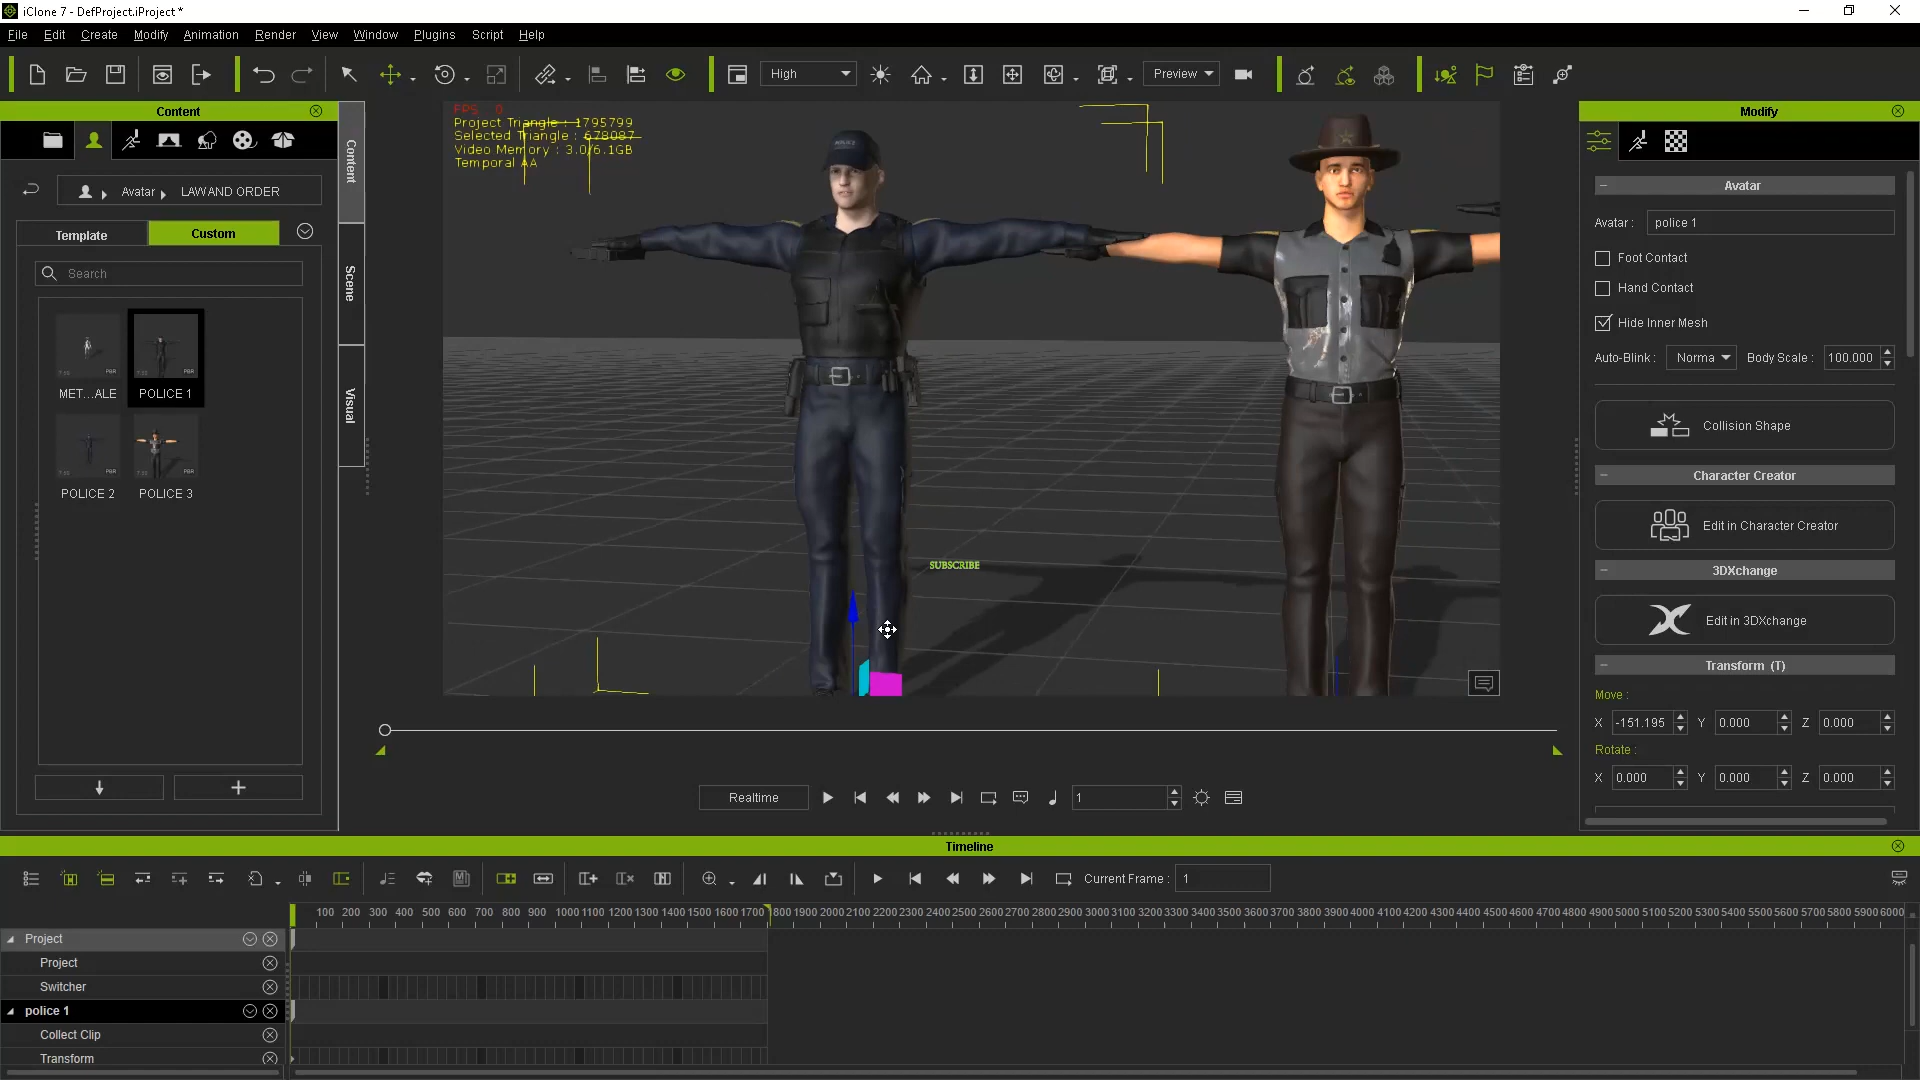 iClone 7 - DefProject.iProject *
File Edit Create Modify Animation Render View Window Plugins Script Help
High Preview
Content
Avatar LAW AND ORDER
Template Custom
Search
MET...ALE POLICE 1
POLICE 2 POLICE 3
Content
Scene
Visual
FPS 0
Project Triangle : 1795799
Selected Triangle : 678087
Video Memory : 3.0/6.1GB
Temporal AA
POLICE
SUBSCRIBE
Modify
Avatar
Avatar : police 1
Foot Contact
Hand Contact
Hide Inner Mesh
Auto-Blink : Norma Body Scale : 100.000
Collision Shape
Character Creator
Edit in Character Creator
3DXchange
Edit in 3DXchange
Transform (T)
Move :
X -151.195 Y 0.000 Z 0.000
Rotate :
X 0.000 Y 0.000 Z 0.000
Realtime 1
Timeline
Current Frame : 1
100 200 300 400 500 600 700 800 900 1000 1100 1200 1300 1400 1500 1600 1700 1800 1900 2000 2100 2200 2300 2400 2500 2600 2700 2800 2900 3000 3100 3200 3300 3400 3500 3600 3700 3800 3900 4000 4100 4200 4300 4400 4500 4600 4700 4800 4900 5000 5100 5200 5300 5400 5500 5600 5700 5800 5900 6000
Project
Project
Switcher
police 1
Collect Clip
Transform